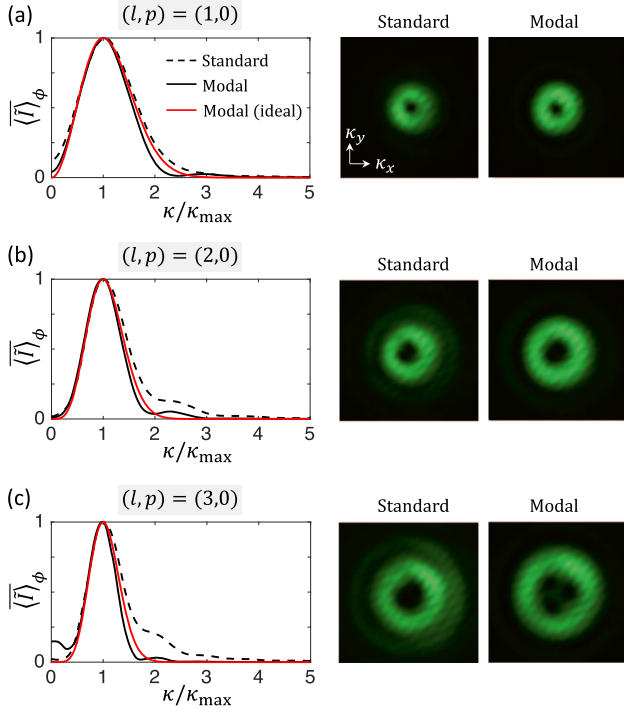 (a)
(l, p) = (1,0)
Standard
Modal
Modal (ideal)
⟨Ĩ⟩ϕ
1
0
0 1 2 3 4 5
κ/κmax
Standard Modal
κy
κx
(b)
(l, p) = (2,0)
⟨Ĩ⟩ϕ
1
0
0 1 2 3 4 5
κ/κmax
Standard Modal
(c)
(l, p) = (3,0)
⟨Ĩ⟩ϕ
1
0
0 1 2 3 4 5
κ/κmax
Standard Modal